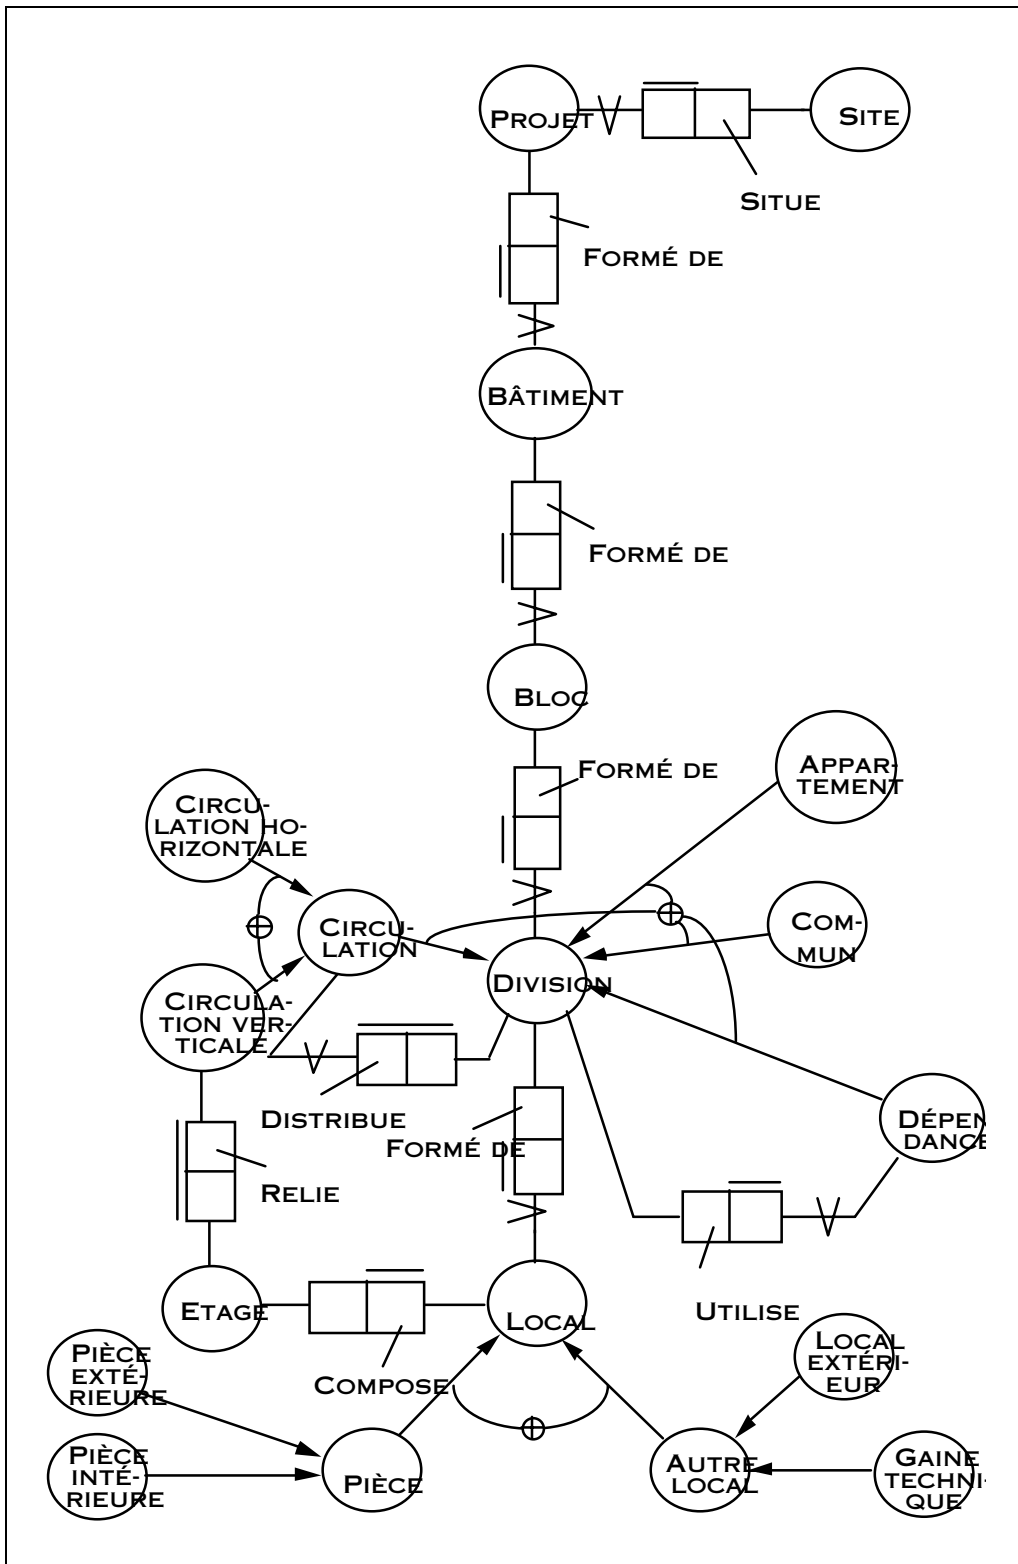 PROJET
SITE
SITUE
FORMÉ DE
BÂTIMENT
FORMÉ DE
BLOC
FORMÉ DE
APPAR-
TEMENT
CIRCU-
LATION HO-
RIZONTALE
CIRCU-
LATION
COM-
MUN
DIVISION
CIRCULA-
TION VER-
TICALE
DISTRIBUE
FORMÉ DE
DÉPEN
DANCE
RELIE
ETAGE
LOCAL
UTILISE
COMPOSE
PIÈCE
EXTÉ-
RIEURE
LOCAL
EXTÉRI-
EUR
PIÈCE
INTÉ-
RIEURE
PIÈCE
AUTRE
LOCAL
GAINE
TECHNI-
QUE